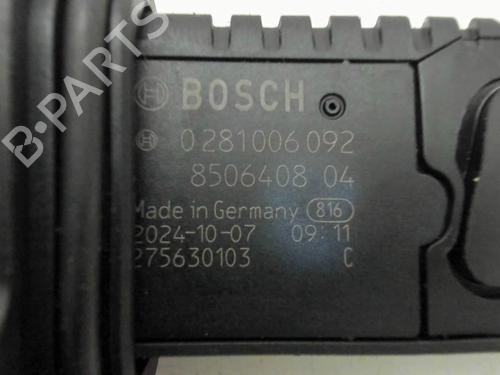 BOSCH
0 281 006 092
8506408 04
Made in Germany 816
2024-10-07 09:11
275630103 C
B-PARTS